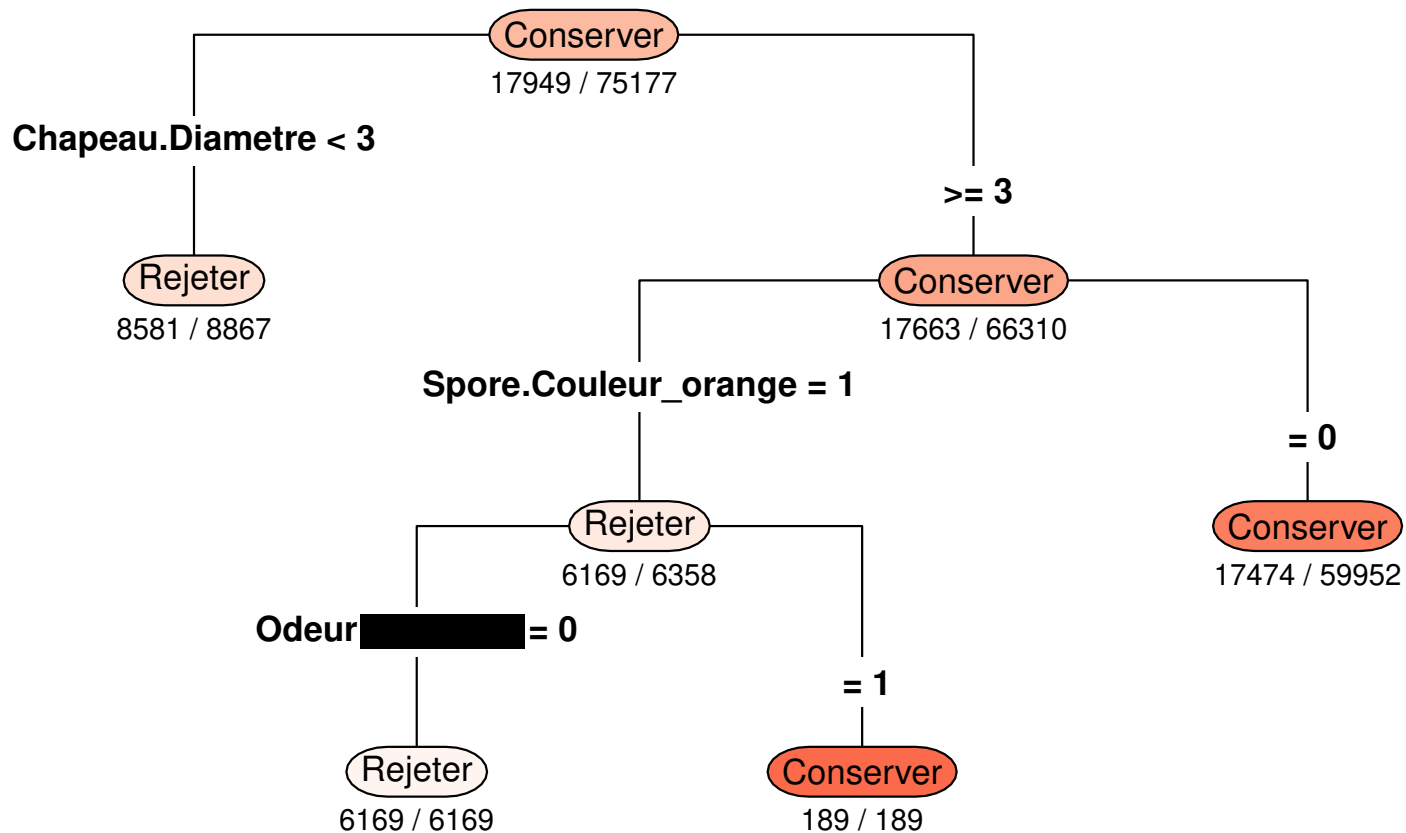 Conserver
17949 / 75177
Chapeau.Diametre < 3
>= 3
Rejeter
8581 / 8867
Conserver
17663 / 66310
Spore.Couleur_orange = 1
= 0
Rejeter
6169 / 6358
Conserver
17474 / 59952
Odeur = 0
= 1
Rejeter
6169 / 6169
Conserver
189 / 189